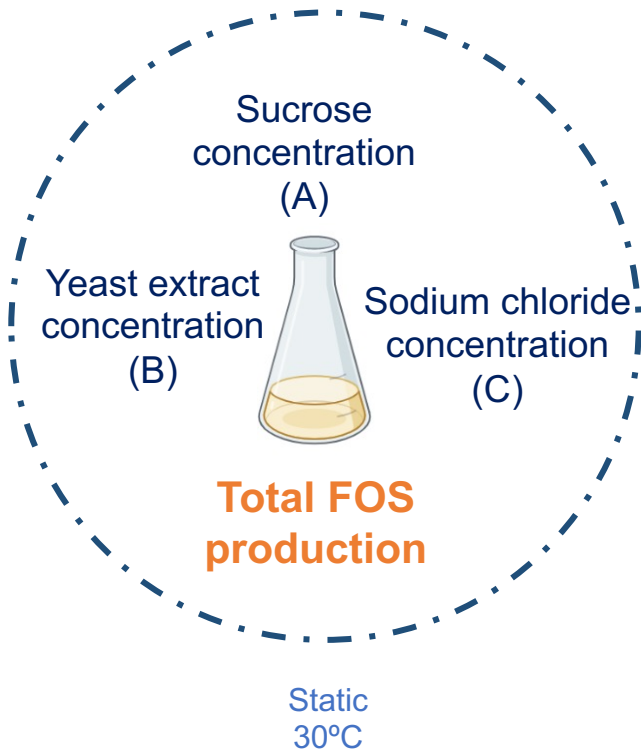 Sucrose
concentration
(A)
Yeast extract
concentration
(B)
Sodium chloride
concentration
(C)
Total FOS
production
Static
30ºC